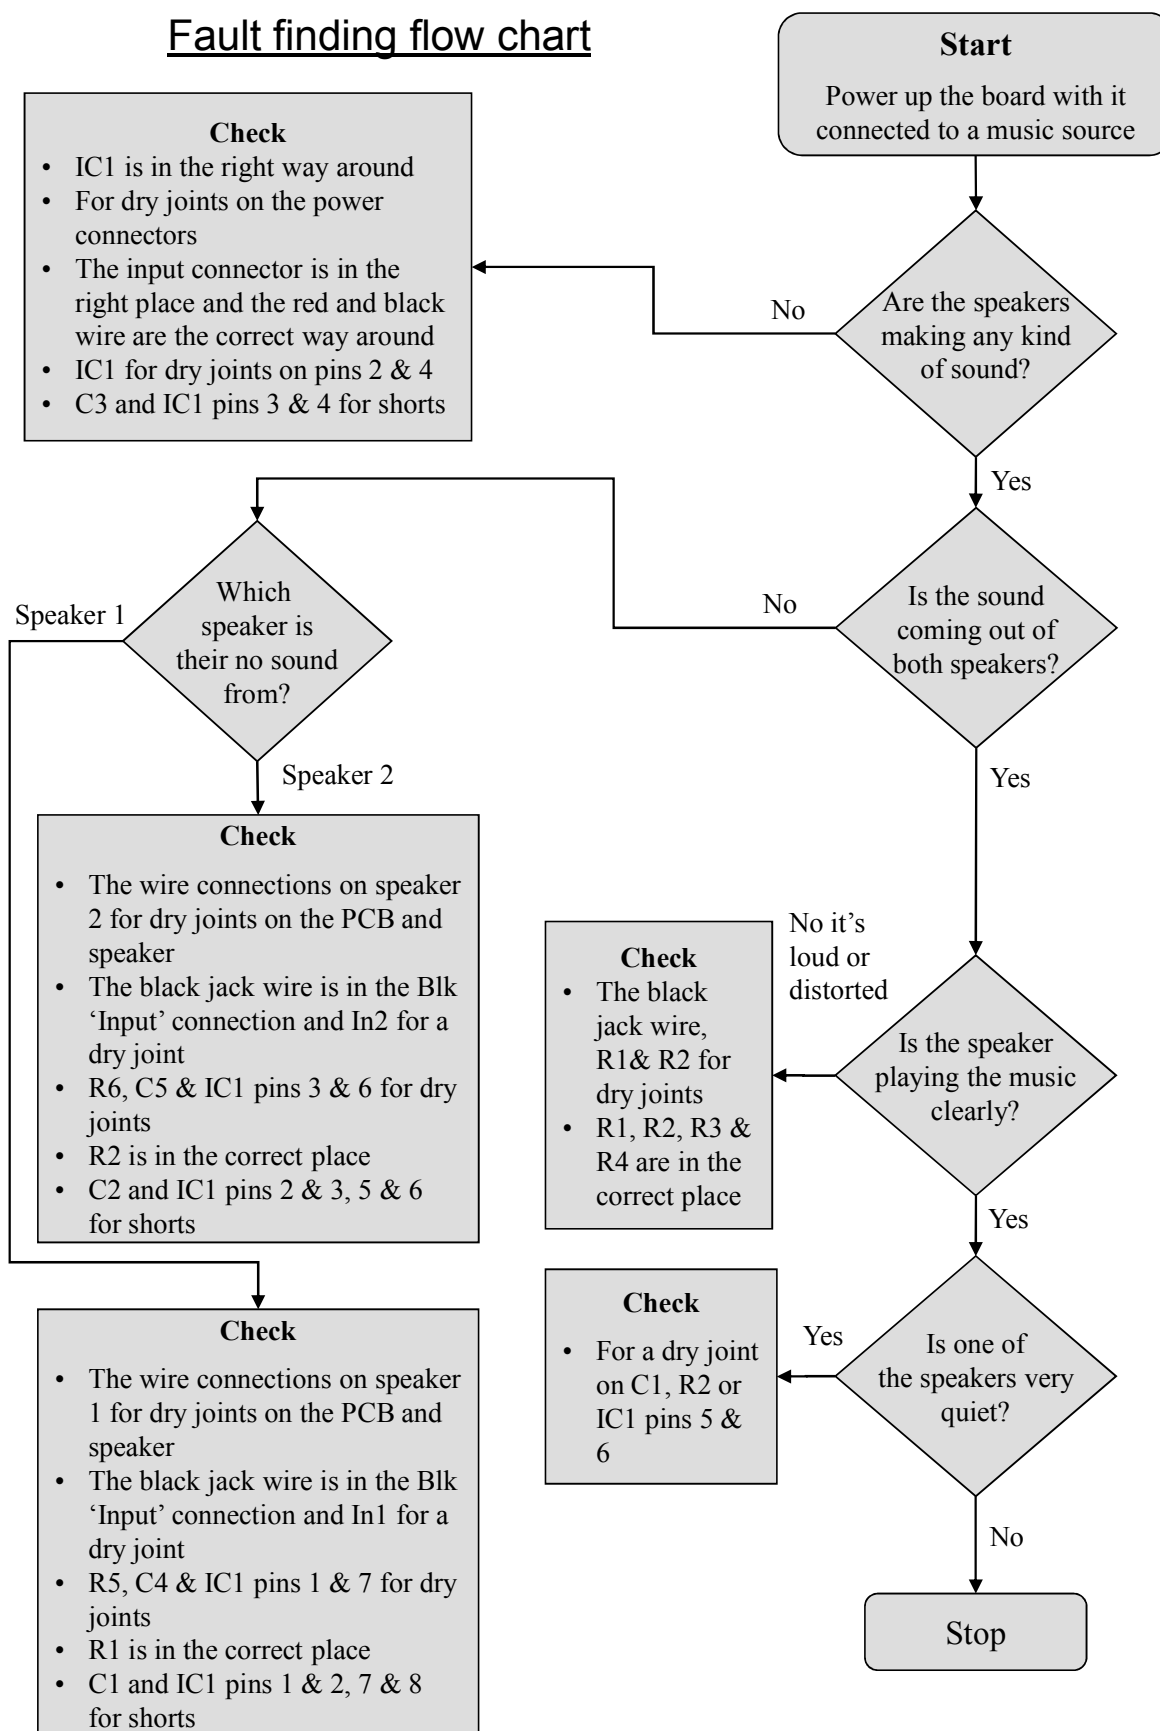 Fault finding flow chart
Start
Power up the board with it
connected to a music source
Check
• IC1 is in the right way around
• For dry joints on the power
connectors
• The input connector is in the
right place and the red and black
wire are the correct way around
• IC1 for dry joints on pins 2 & 4
• C3 and IC1 pins 3 & 4 for shorts
No
Are the speakers
making any kind
of sound?
Yes
Is the sound
coming out of
both speakers?
No
Which
speaker is
their no sound
from?
Speaker 1
Speaker 2
Yes
Check
• The wire connections on speaker
2 for dry joints on the PCB and
speaker
• The black jack wire is in the Blk
‘Input’ connection and In2 for a
dry joint
• R6, C5 & IC1 pins 3 & 6 for dry
joints
• R2 is in the correct place
• C2 and IC1 pins 2 & 3, 5 & 6
for shorts
No it’s
loud or
distorted
Check
• The black
jack wire,
R1& R2 for
dry joints
• R1, R2, R3 &
R4 are in the
correct place
Is the speaker
playing the music
clearly?
Yes
Check
• For a dry joint
on C1, R2 or
IC1 pins 5 &
6
Yes
Is one of
the speakers very
quiet?
No
Stop
Check
• The wire connections on speaker
1 for dry joints on the PCB and
speaker
• The black jack wire is in the Blk
‘Input’ connection and In1 for a
dry joint
• R5, C4 & IC1 pins 1 & 7 for dry
joints
• R1 is in the correct place
• C1 and IC1 pins 1 & 2, 7 & 8
for shorts